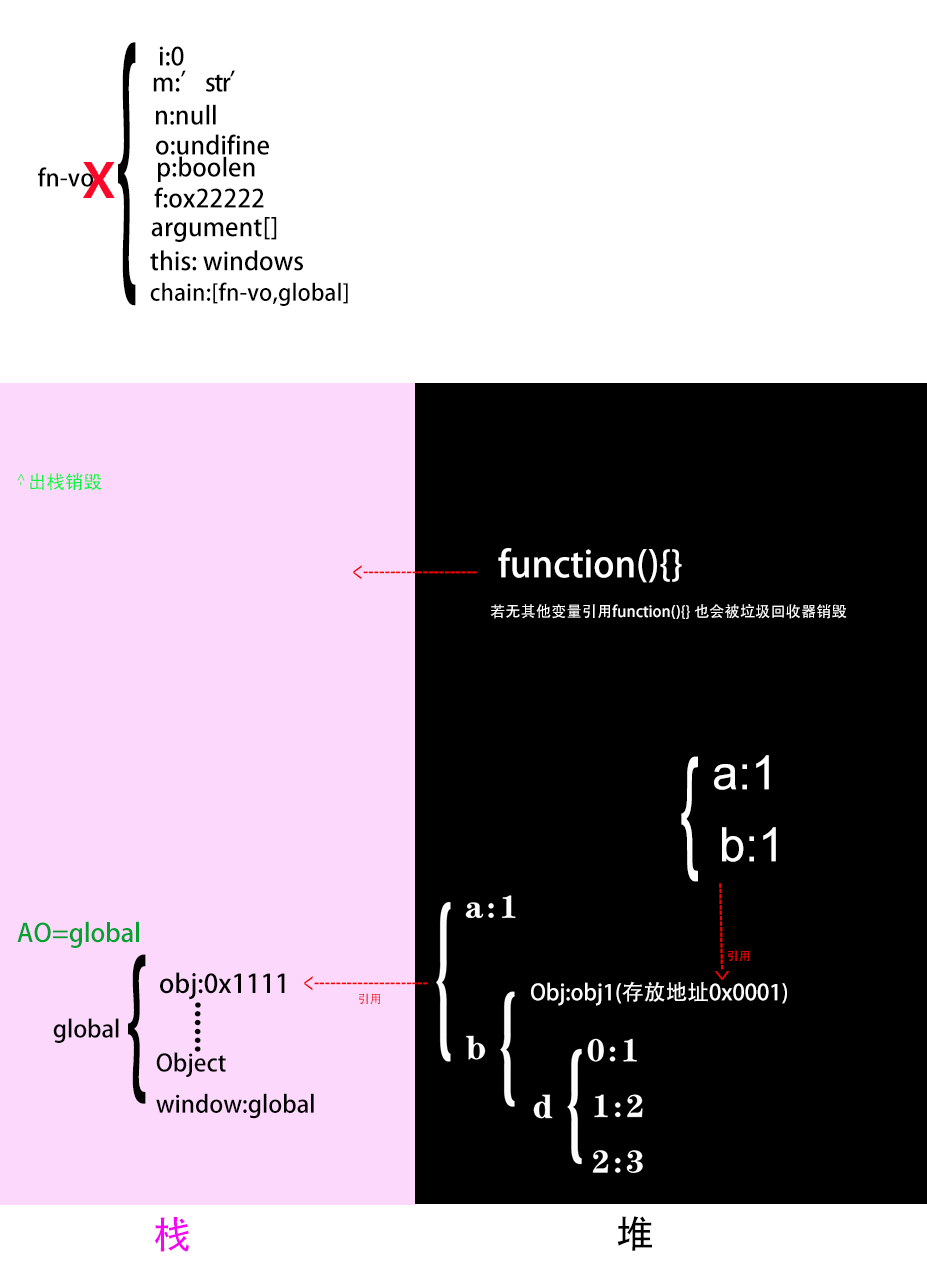 i:0
m:′ str′
n:null
o:undifine
p:boolen
fn-vo
X
f:ox22222
argument[]
this: windows
chain:[fn-vo,global]
^ 出栈销毁
function(){}
若无其他变量引用function(){} 也会被垃圾回收器销毁
a:1
b:1
a:1
AO=global
引用
obj:0x1111
引用
Obj:obj1(存放地址0x0001)
global
b
0:1
Object
window:global
d
1:2
2:3
栈
堆